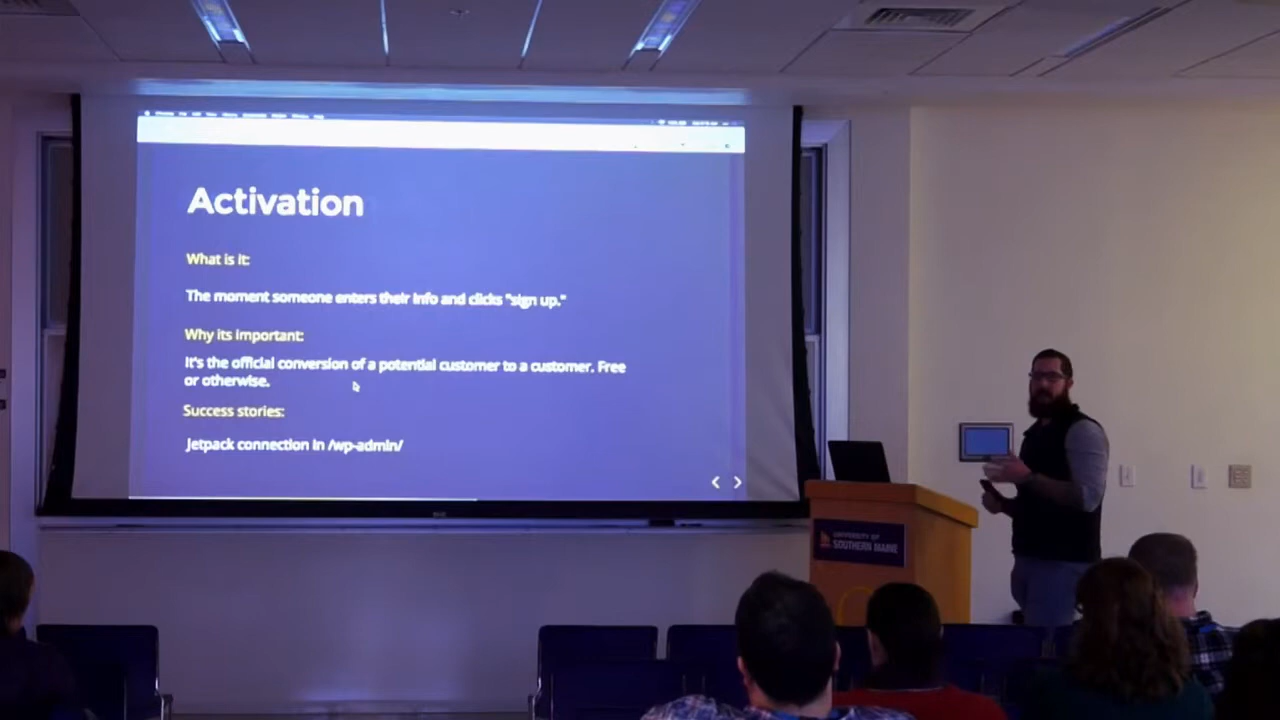 Activation
What is it:
The moment someone enters their info and clicks "sign up."
Why its important:
It's the official conversion of a potential customer to a customer. Free
or otherwise.
Success stories:
Jetpack connection in /wp-admin/
UNIVERSITY OF
SOUTHERN MAINE